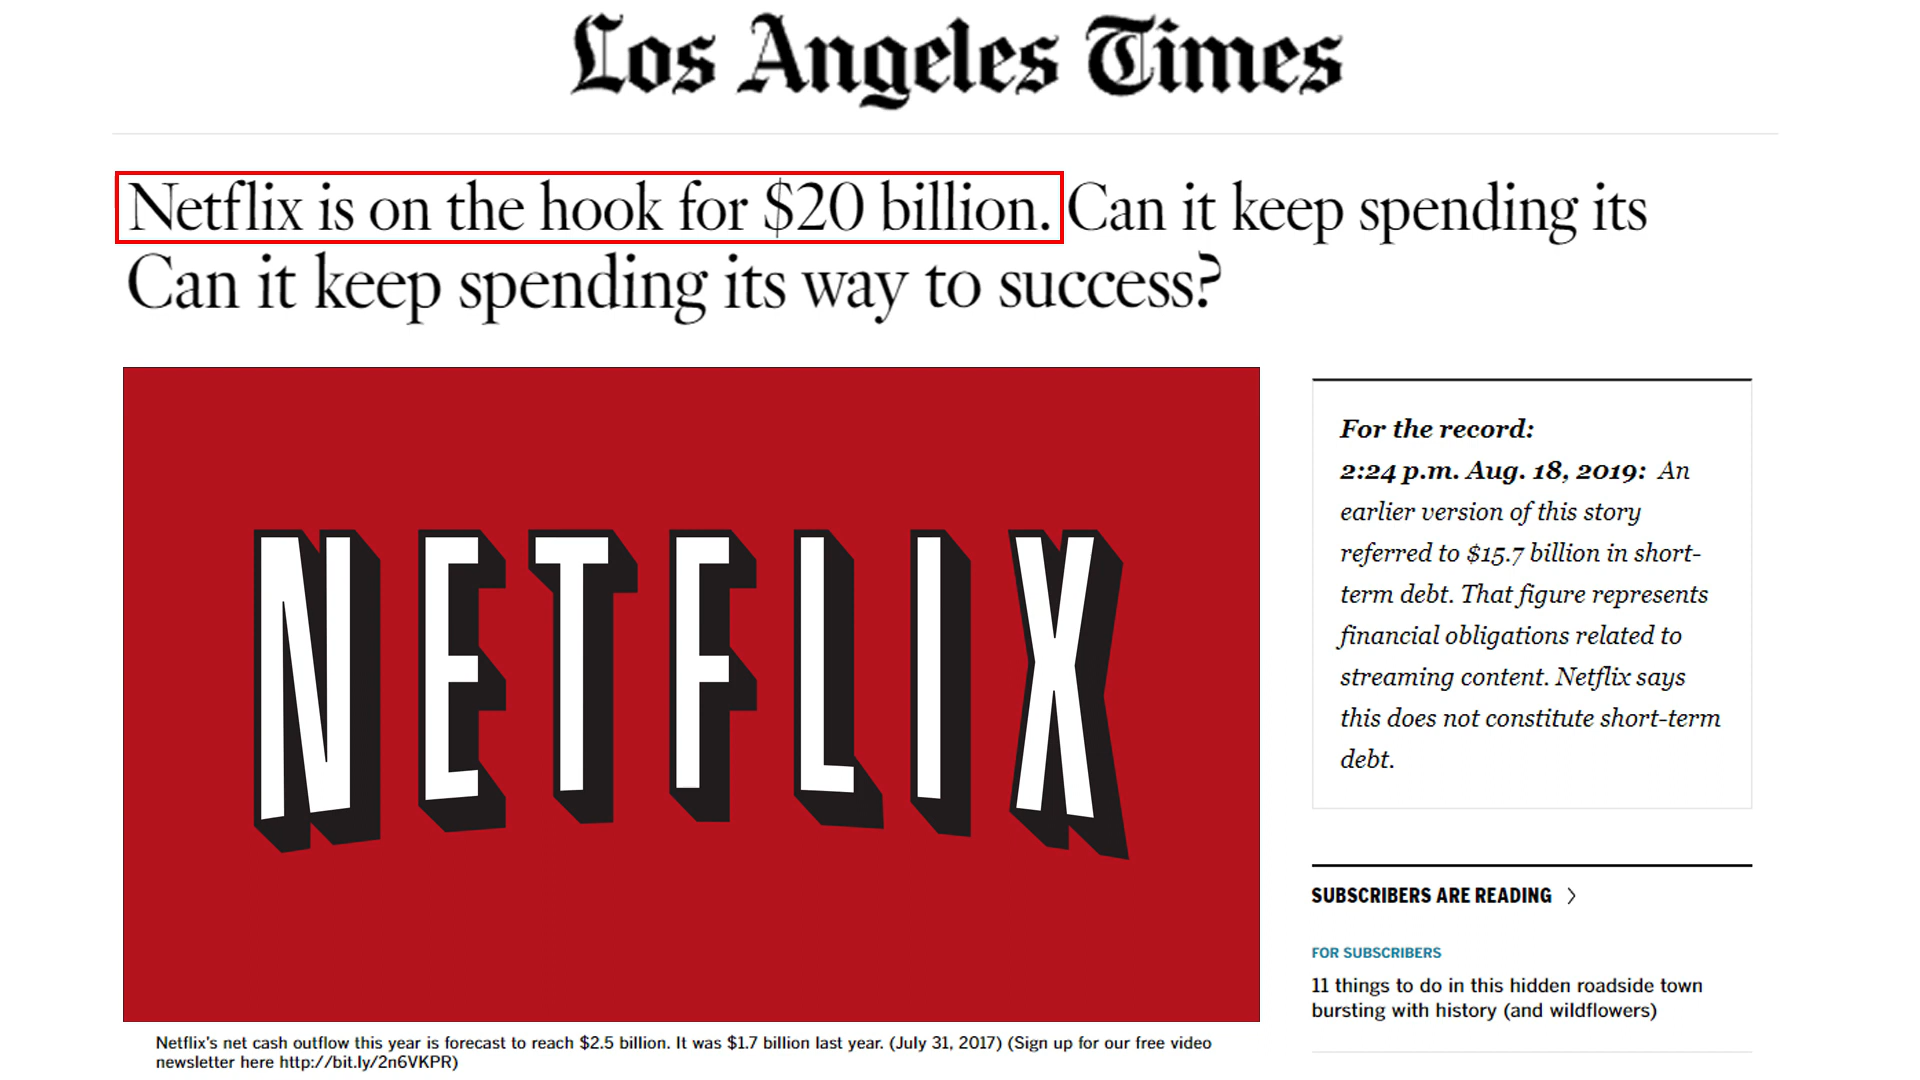 Los Angeles Times
Netflix is on the hook for $20 billion. Can it keep spending its
Can it keep spending its way to success?
NETFLIX
For the record:
2:24 p.m. Aug. 18, 2019: An
earlier version of this story
referred to $15.7 billion in short-
term debt. That figure represents
financial obligations related to
streaming content. Netflix says
this does not constitute short-term
debt.
SUBSCRIBERS ARE READING
FOR SUBSCRIBERS
11 things to do in this hidden roadside town
bursting with history (and wildflowers)
Netflix's net cash outflow this year is forecast to reach $2.5 billion. It was $1.7 billion last year. (July 31, 2017) (Sign up for our free video
newsletter here http://bit.ly/2n6VKPR)